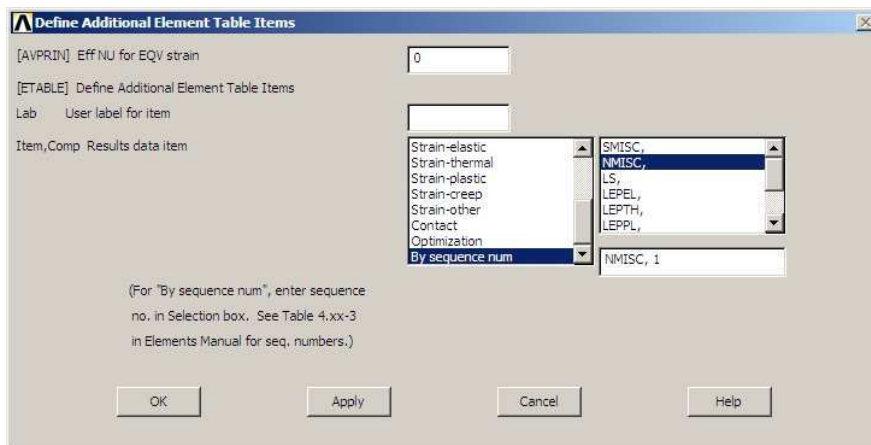 Define Additional Element Table Items
[AVPRIN] Eff NU for EQV strain
0
[ETABLE] Define Additional Element Table Items
Lab User label for item
Item,Comp Results data item
Strain-elastic
Strain-thermal
Strain-plastic
Strain-creep
Strain-other
Contact
Optimization
By sequence num
SMISC,
NMISC,
LS,
LEPEL,
LEPTH,
LEPPL,
NMISC, 1
(For "By sequence num", enter sequence
no. in Selection box. See Table 4.xx-3
in Elements Manual for seq. numbers.)
OK Apply Cancel Help